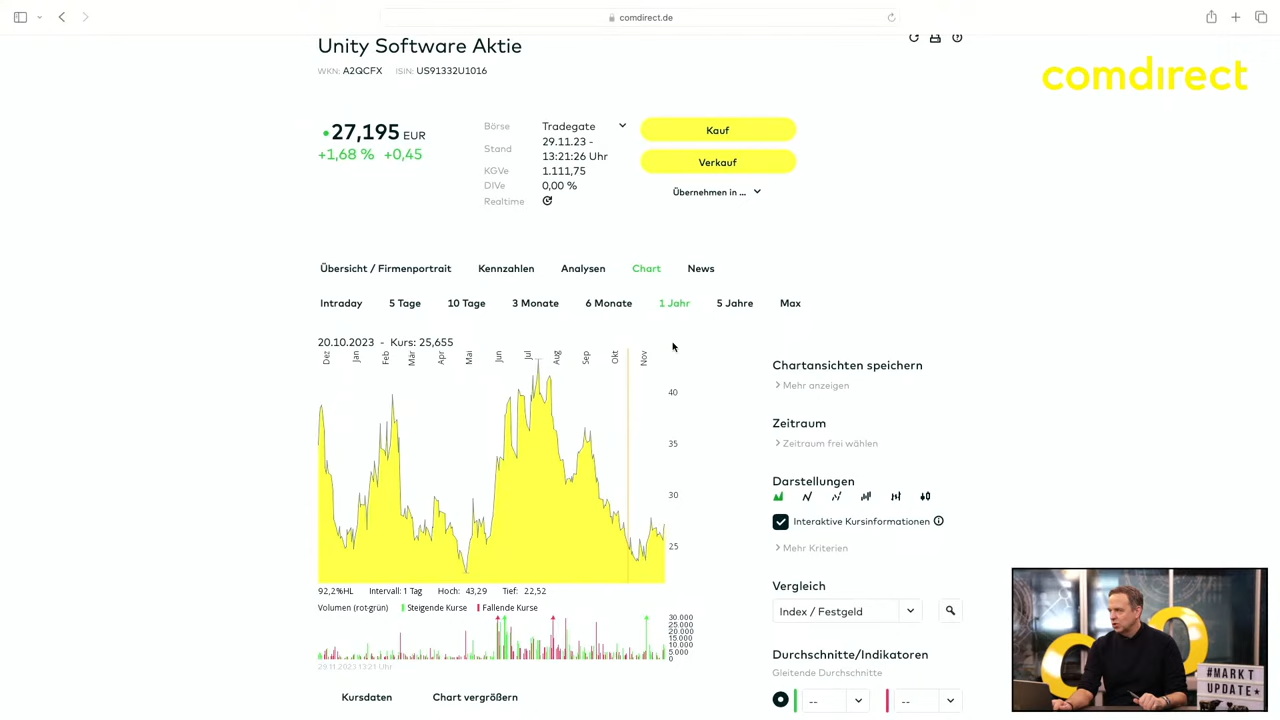 comdirect.de
Unity Software Aktie
WKN: A2QCFX ISIN: US91332U1016
comdirect
27,195 EUR
+1,68 % +0,45
Börse Tradegate
Stand 29.11.23 -
13:21:26 Uhr
KGVe 1.111,75
DIVe 0,00 %
Realtime
Kauf
Verkauf
Übernehmen in ...
Übersicht / Firmenportrait Kennzahlen Analysen Chart News
Intraday 5 Tage 10 Tage 3 Monate 6 Monate 1 Jahr 5 Jahre Max
20.10.2023 - Kurs: 25,655
Dez Jan Feb Mär Apr Mai Jun Jul Aug Sep Okt Nov
40
35
30
25
92,2%HL Intervall: 1 Tag Hoch: 43,29 Tief: 22,52
Volumen (rot-grün) Steigende Kurse Fallende Kurse
30.000
25.000
20.000
15.000
10.000
5.000
0
29.11.2023 13:21 Uhr
Kursdaten Chart vergrößern
Chartansichten speichern
Mehr anzeigen
Zeitraum
Zeitraum frei wählen
Darstellungen
Interaktive Kursinformationen
Mehr Kriterien
Vergleich
Index / Festgeld
Durchschnitte/Indikatoren
Gleitende Durchschnitte
-- --
#MARKT
UPDATE